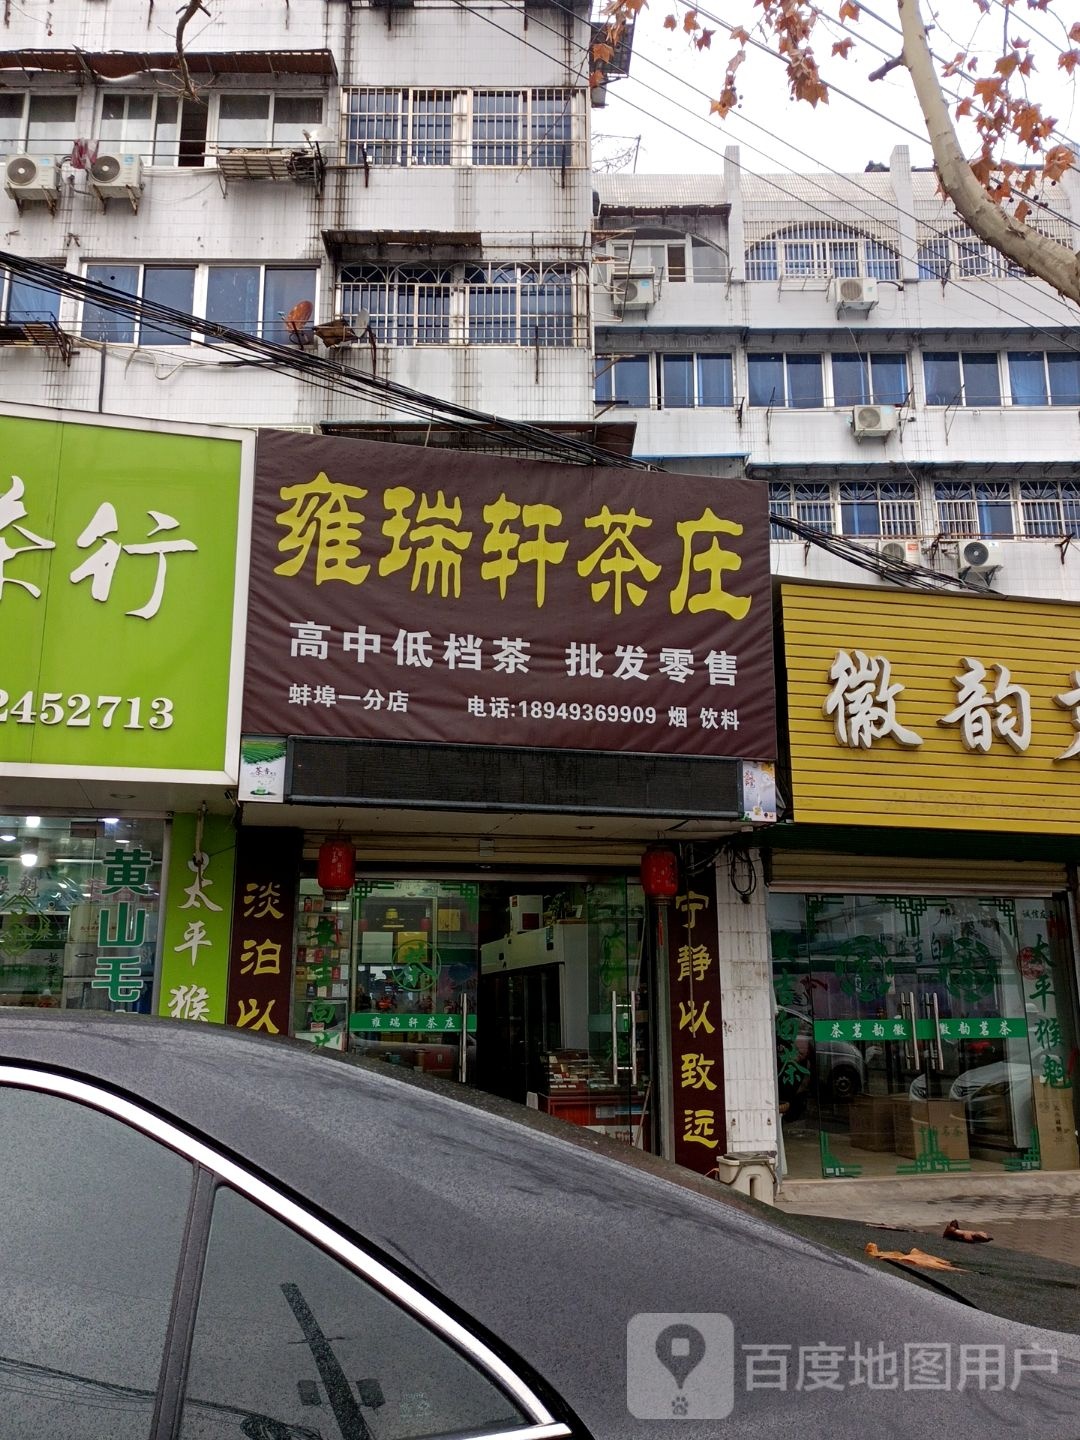 茶行
2452713
雍瑞轩茶庄
高中低档茶 批发零售
蚌埠一分店 电话:18949369909 烟 饮料
徽韵
黄山毛
太平猴
淡泊以
宁静以致远
茶
雍瑞轩茶庄
茶茗韵徽
徽韵茗茶
太平猴魁
百度地图用户